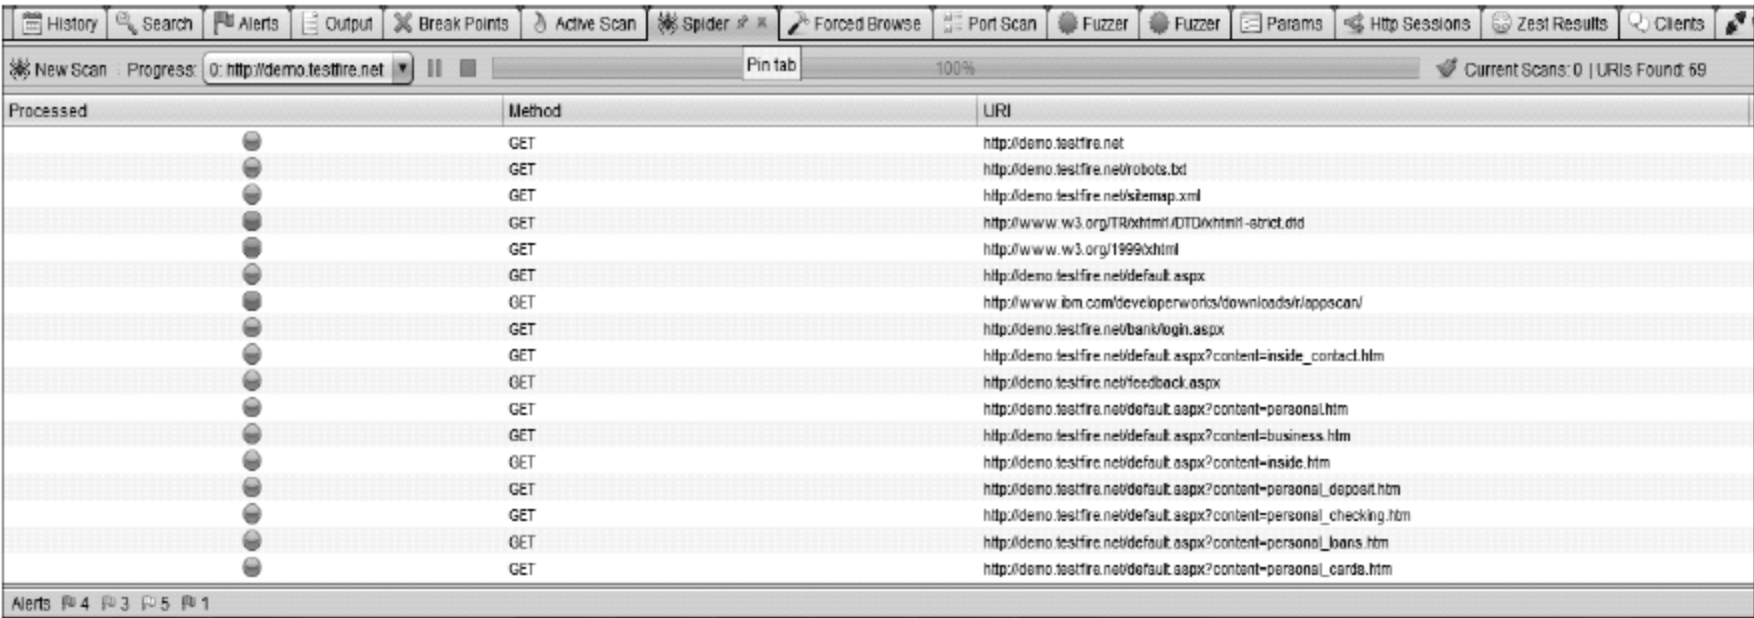 History Search Alerts Output Break Points Active Scan Spider Forced Browse Port Scan Fuzzer Fuzzer Params Http Sessions Zest Results Clients
New Scan Progress: 0: http://demo.testfire.net Pin tab 100% Current Scans: 0 | URIs Found: 69
Processed Method URI
GET http://demo.testfire.net
GET http://demo.testfire.net/robots.txt
GET http://demo.testfire.net/sitemap.xml
GET http://www.w3.org/TR/xhtml1/DTD/xhtml1-strict.dtd
GET http://www.w3.org/1999/xhtml
GET http://demo.testfire.net/default.aspx
GET http://www.ibm.com/developerworks/downloads/r/appscan/
GET http://demo.testfire.net/bank/login.aspx
GET http://demo.testfire.net/default.aspx?content=inside_contact.htm
GET http://demo.testfire.net/feedback.aspx
GET http://demo.testfire.net/default.aspx?content=personal.htm
GET http://demo.testfire.net/default.aspx?content=business.htm
GET http://demo.testfire.net/default.aspx?content=inside.htm
GET http://demo.testfire.net/default.aspx?content=personal_deposit.htm
GET http://demo.testfire.net/default.aspx?content=personal_checking.htm
GET http://demo.testfire.net/default.aspx?content=personal_loans.htm
GET http://demo.testfire.net/default.aspx?content=personal_cards.htm
Alerts 4 3 5 1